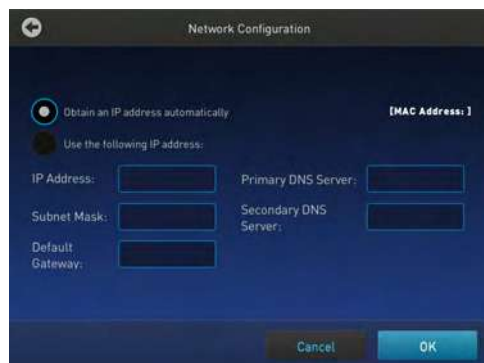 Network Configuration
Obtain an IP address automatically
[MAC Address: ]
Use the following IP address:
IP Address:
Primary DNS Server:
Subnet Mask:
Secondary DNS
Server:
Default
Gateway:
Cancel
OK